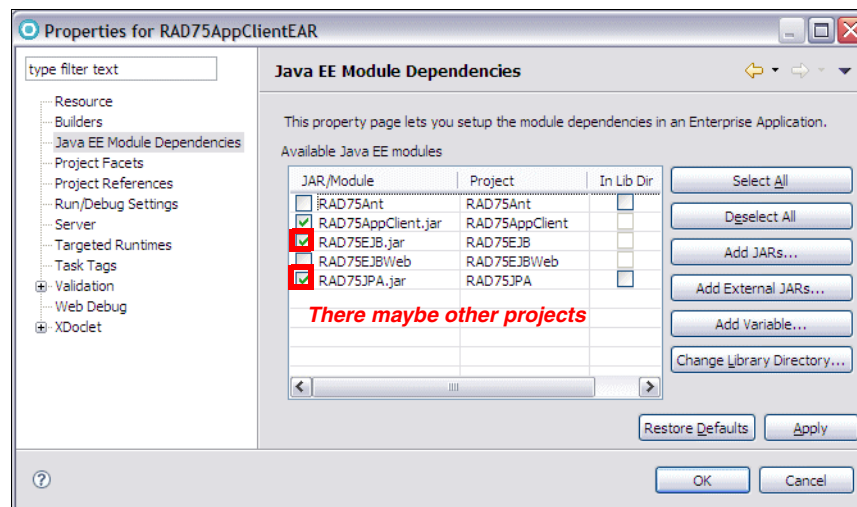 Properties for RAD75AppClientEAR
type filter text
Resource
Builders
Java EE Module Dependencies
Project Facets
Project References
Run/Debug Settings
Server
Targeted Runtimes
Task Tags
Validation
Web Debug
XDoclet
Java EE Module Dependencies
This property page lets you setup the module dependencies in an Enterprise Application.
Available Java EE modules
JAR/Module Project In Lib Dir
RAD75Ant RAD75Ant
RAD75AppClient.jar RAD75AppClient
RAD75EJB.jar RAD75EJB
RAD75EJBWeb RAD75EJBWeb
RAD75JPA.jar RAD75JPA
There maybe other projects
Select All
Deselect All
Add JARs...
Add External JARs...
Add Variable...
Change Library Directory...
Restore Defaults Apply
OK Cancel